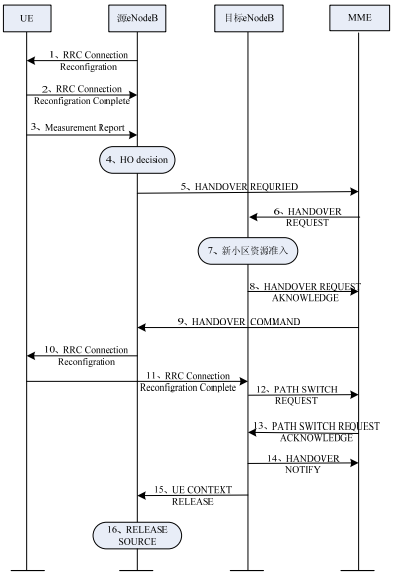 UE
源eNodeB
目标eNodeB
MME
1、RRC Connection
Reconfigration
2、RRC Connection
Reconfigration Complete
3、Measurement Report
4、HO decision
5、HANDOVER REQURIED
6、HANDOVER
REQUEST
7、新小区资源准入
8、HANDOVER REQUEST
AKNOWLEDGE
9、HANDOVER COMMAND
10、RRC Connection
Reconfigration
11、RRC Connection
Reconfigration Complete
12、PATH SWITCH
REQUEST
13、PATH SWITCH REQUEST
ACKNOWLEDGE
14、HANDOVER
NOTIFY
15、UE CONTEXT
RELEASE
16、RELEASE
SOURCE